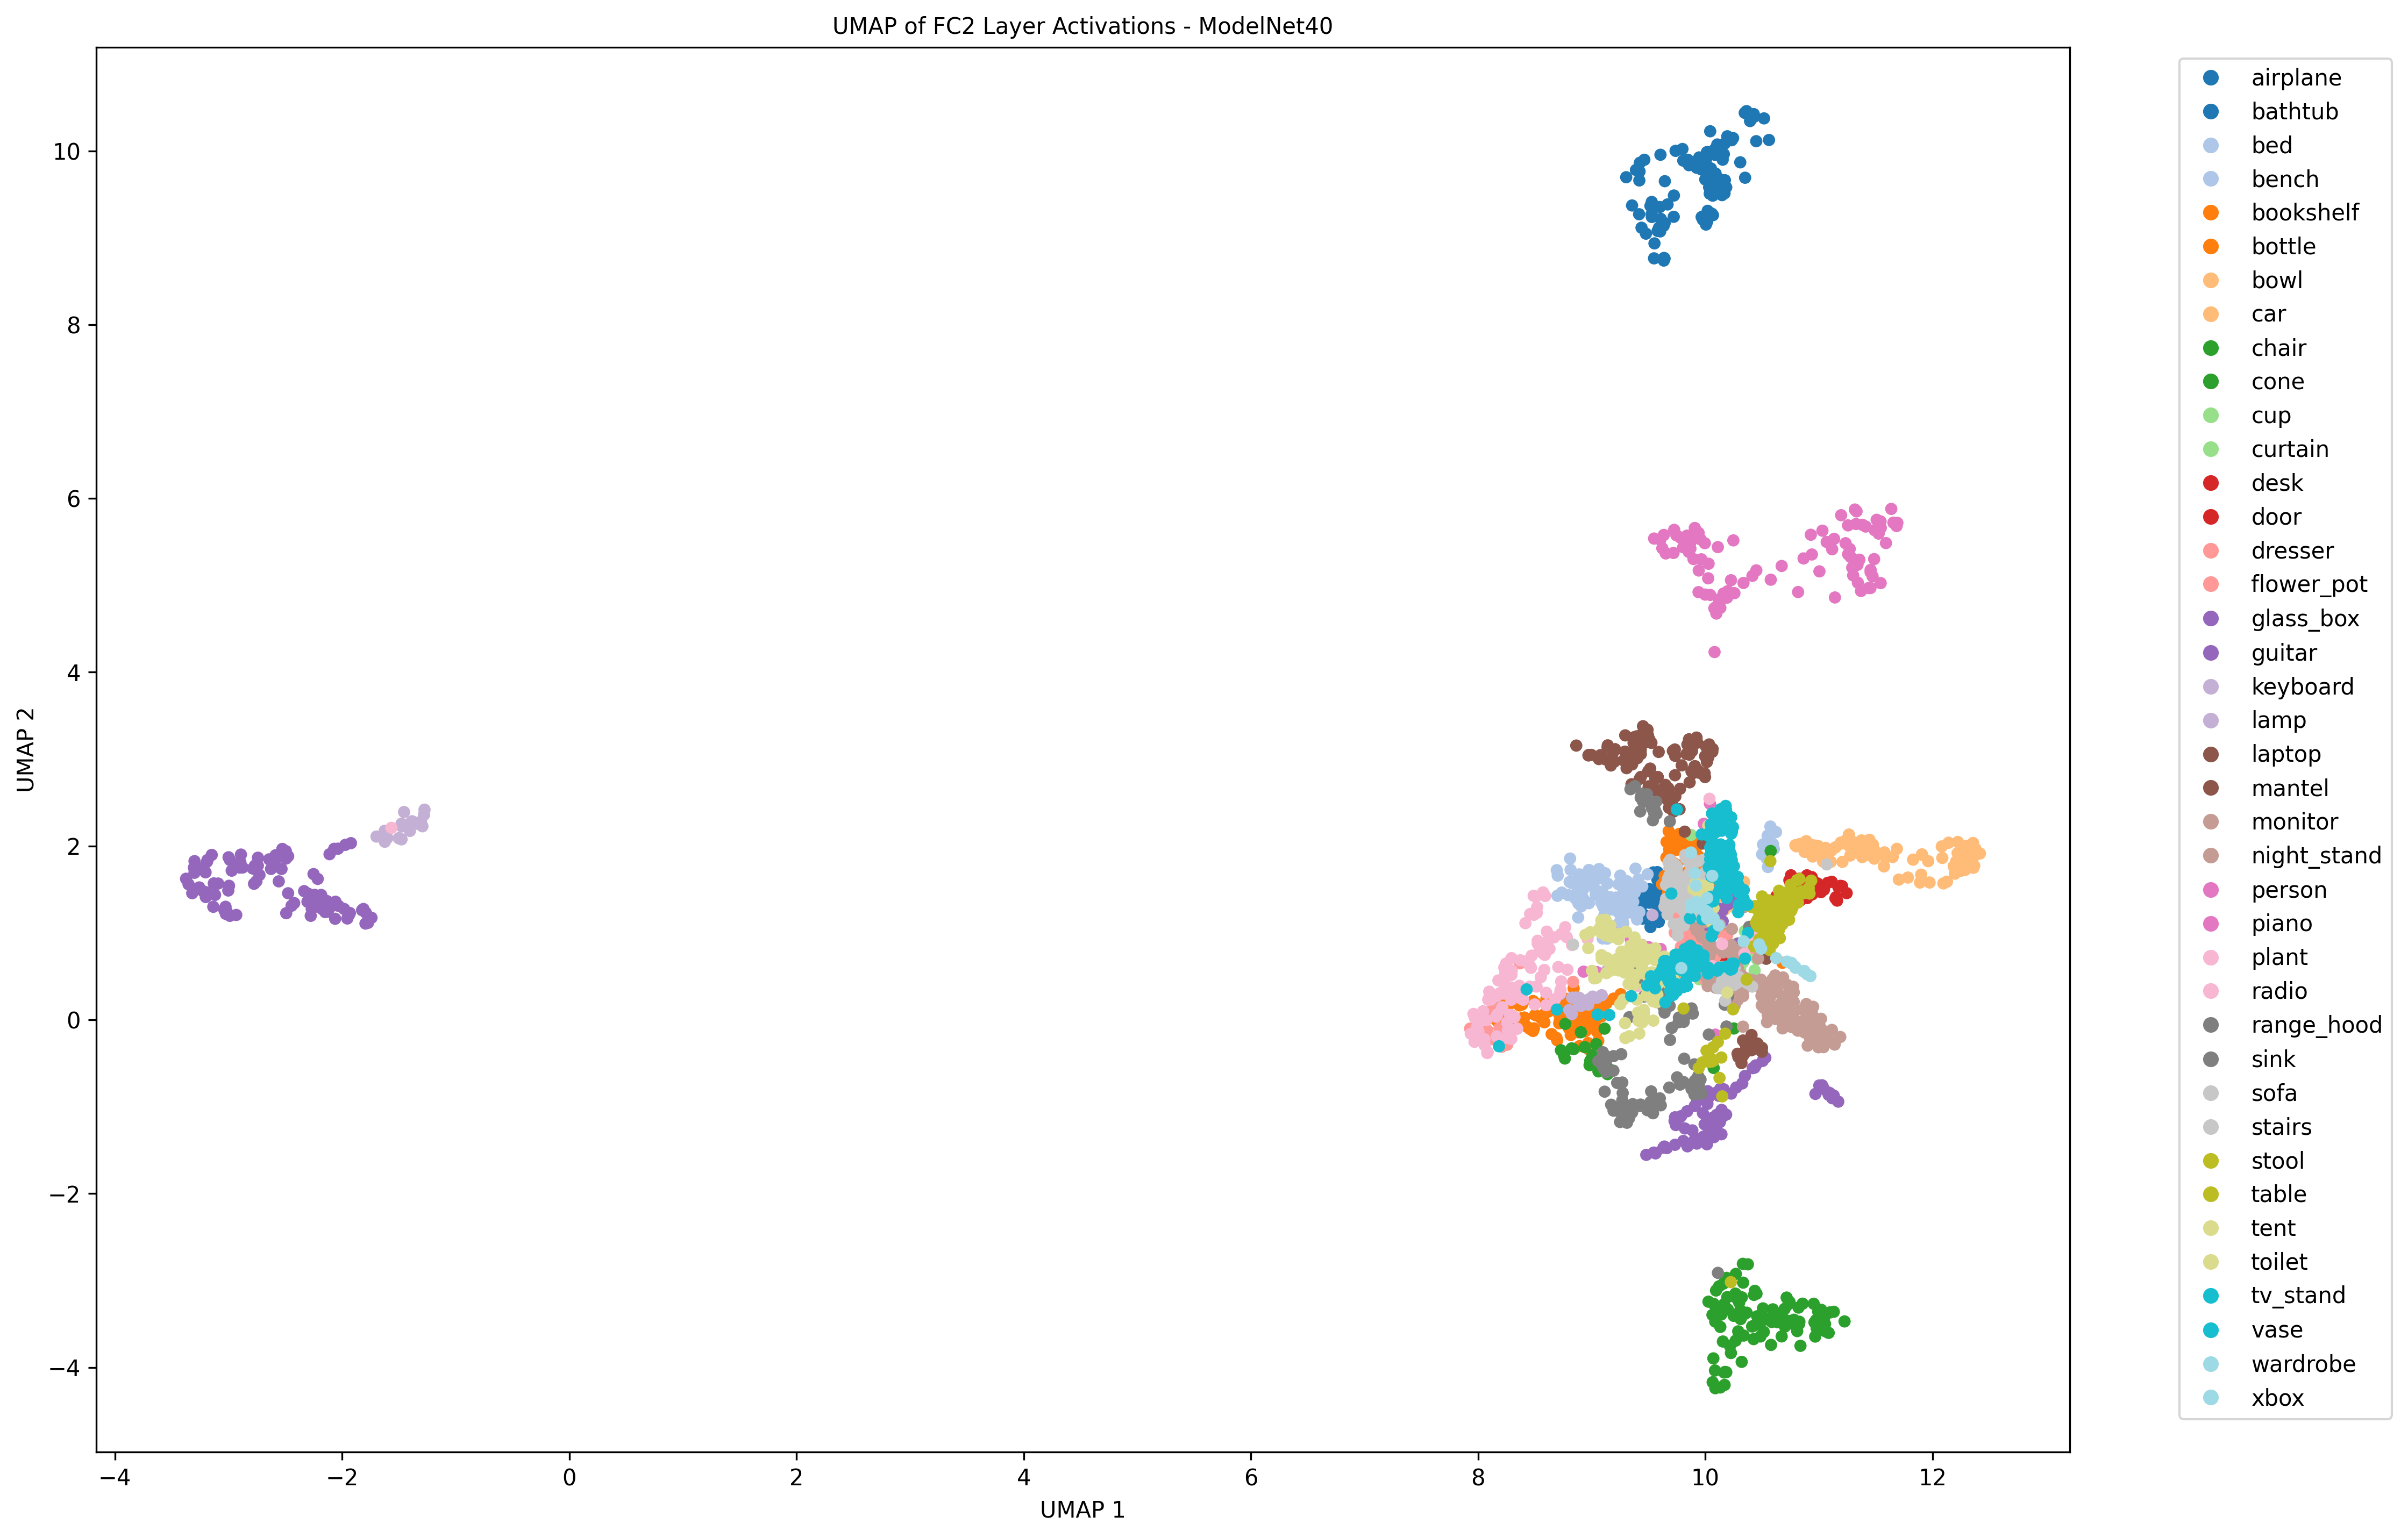 UMAP of FC2 Layer Activations - ModelNet40
10
8
6
4
2
0
−2
−4
UMAP 2
−4
−2
0
2
4
6
8
10
12
UMAP 1
airplane
bathtub
bed
bench
bookshelf
bottle
bowl
car
chair
cone
cup
curtain
desk
door
dresser
flower_pot
glass_box
guitar
keyboard
lamp
laptop
mantel
monitor
night_stand
person
piano
plant
radio
range_hood
sink
sofa
stairs
stool
table
tent
toilet
tv_stand
vase
wardrobe
xbox